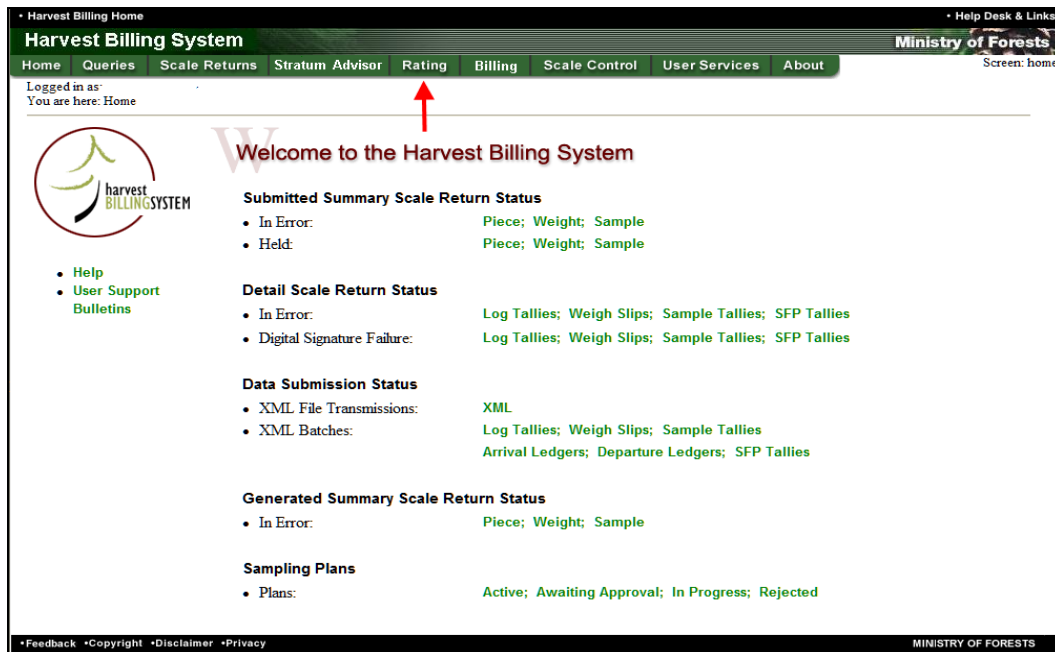 • Harvest Billing Home • Help Desk & Links
Harvest Billing System Ministry of Forests
Home Queries Scale Returns Stratum Advisor Rating Billing Scale Control User Services About Screen: home
Logged in as:
You are here: Home
W
Welcome to the Harvest Billing System
harvest
BILLINGSYSTEM
• Help
• User Support
Bulletins
Submitted Summary Scale Return Status
• In Error: Piece; Weight; Sample
• Held: Piece; Weight; Sample
Detail Scale Return Status
• In Error: Log Tallies; Weigh Slips; Sample Tallies; SFP Tallies
• Digital Signature Failure: Log Tallies; Weigh Slips; Sample Tallies; SFP Tallies
Data Submission Status
• XML File Transmissions: XML
• XML Batches: Log Tallies; Weigh Slips; Sample Tallies
Arrival Ledgers; Departure Ledgers; SFP Tallies
Generated Summary Scale Return Status
• In Error: Piece; Weight; Sample
Sampling Plans
• Plans: Active; Awaiting Approval; In Progress; Rejected
•Feedback •Copyright •Disclaimer •Privacy MINISTRY OF FORESTS